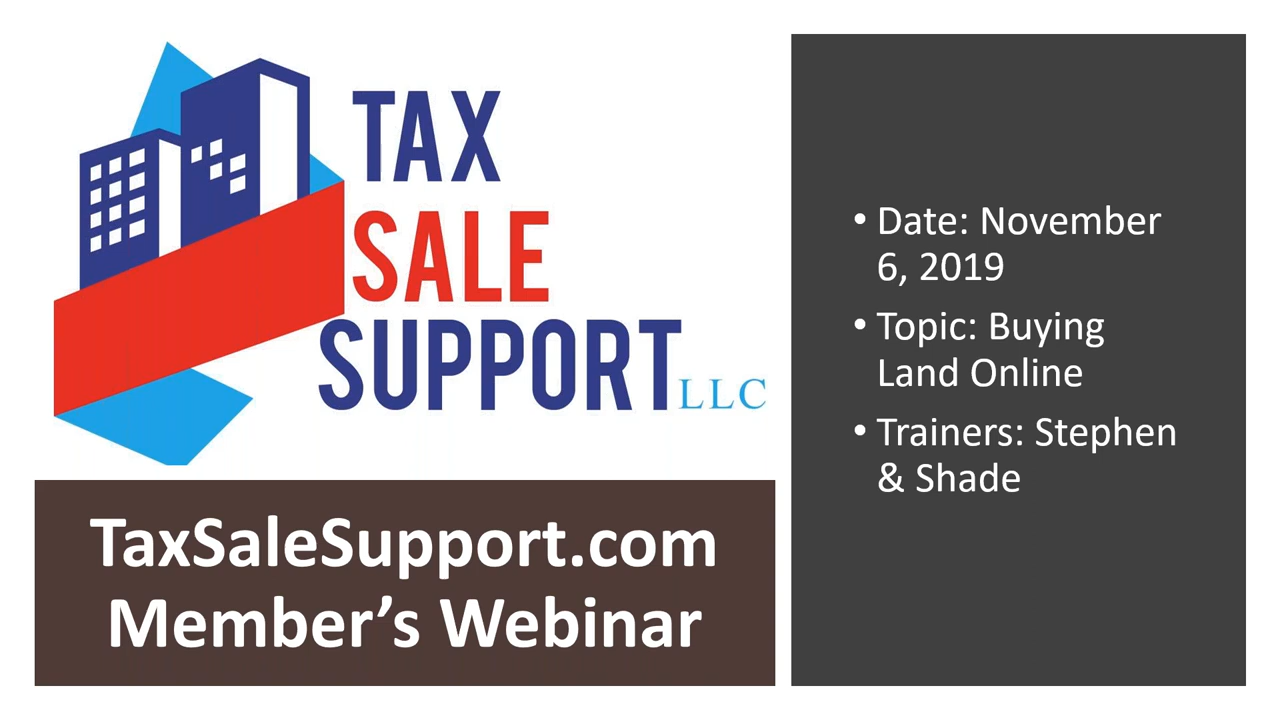 TAX
SALE
SUPPORT LLC
TaxSaleSupport.com
Member’s Webinar
• Date: November
6, 2019
• Topic: Buying
Land Online
• Trainers: Stephen
& Shade